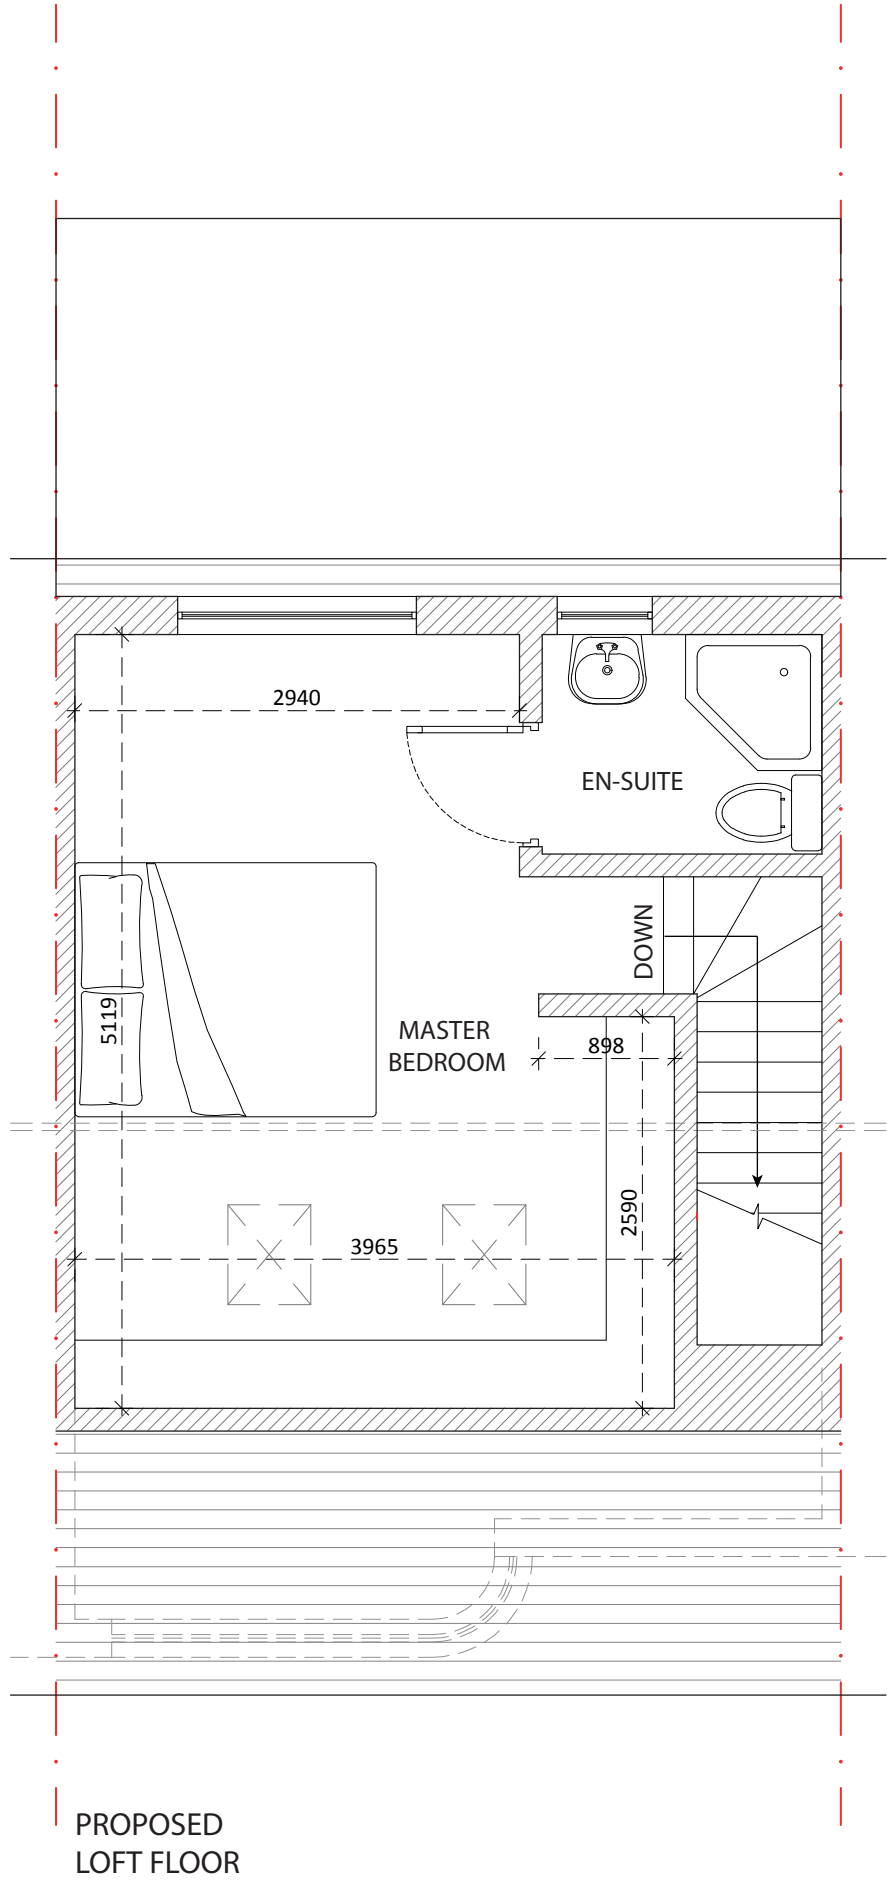 2940
EN-SUITE
DOWN
5119
MASTER
BEDROOM
898
2590
3965
PROPOSED
LOFT FLOOR